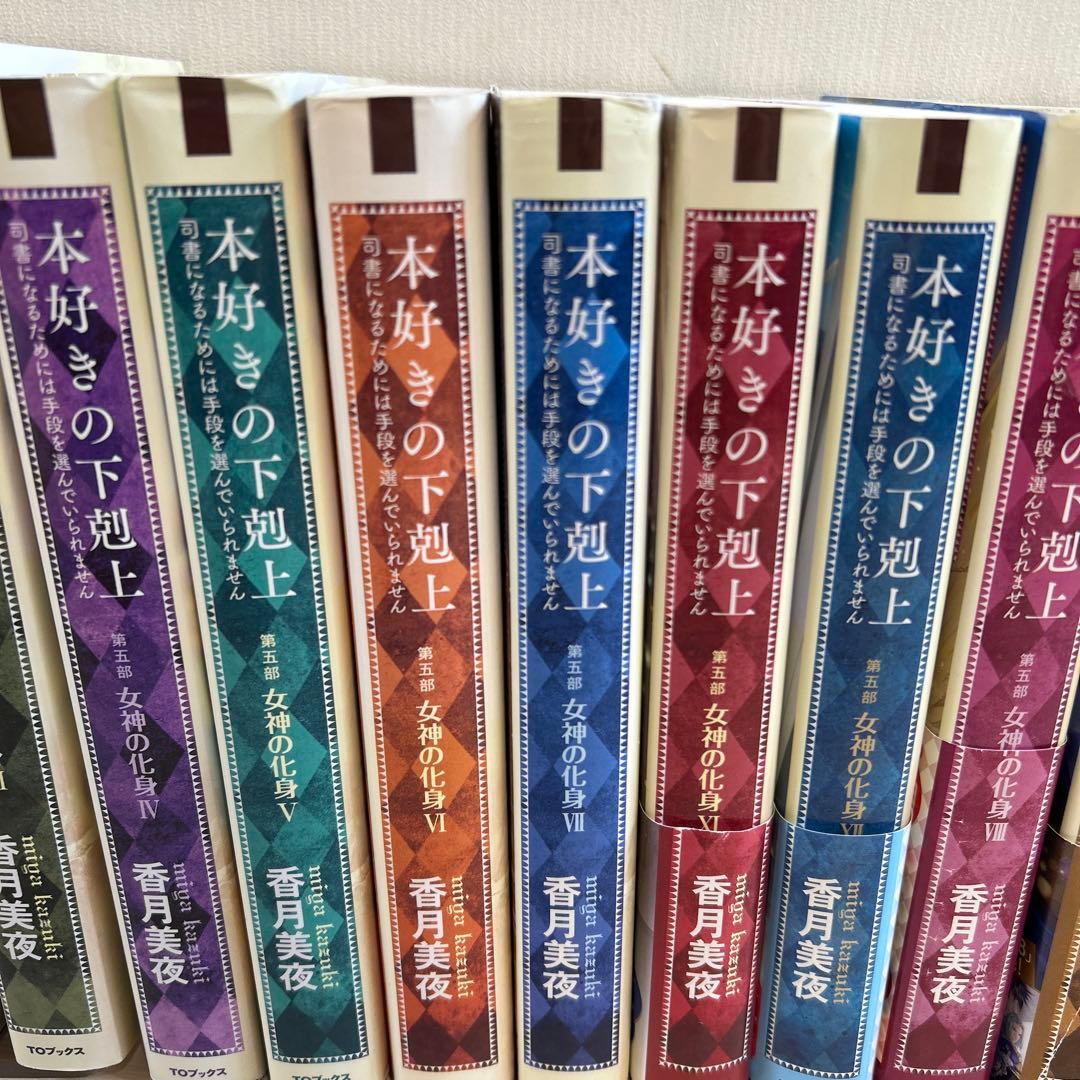 香月美夜
miya kazuki
TOブックス
本好きの下剋上
司書になるためには手段を選んでいられません
第五部
女神の化身Ⅳ
香月美夜
miya kazuki
TOブックス
本好きの下剋上
司書になるためには手段を選んでいられません
第五部
女神の化身Ⅴ
香月美夜
miya kazuki
TOブックス
本好きの下剋上
司書になるためには手段を選んでいられません
第五部
女神の化身Ⅵ
香月美夜
miya kazuki
本好きの下剋上
司書になるためには手段を選んでいられません
第五部
女神の化身Ⅶ
香月美夜
miya kazuki
本好きの下剋上
司書になるためには手段を選んでいられません
第五部
女神の化身Ⅺ
香月美夜
miya kazuki
本好きの下剋上
司書になるためには手段を選んでいられません
第五部
女神の化身Ⅻ
香月美夜
miya kazuki
の下剋上
司書になるためには手段を選んでいられません
第五部
女神の化身Ⅷ
香月美夜
miya kazuki